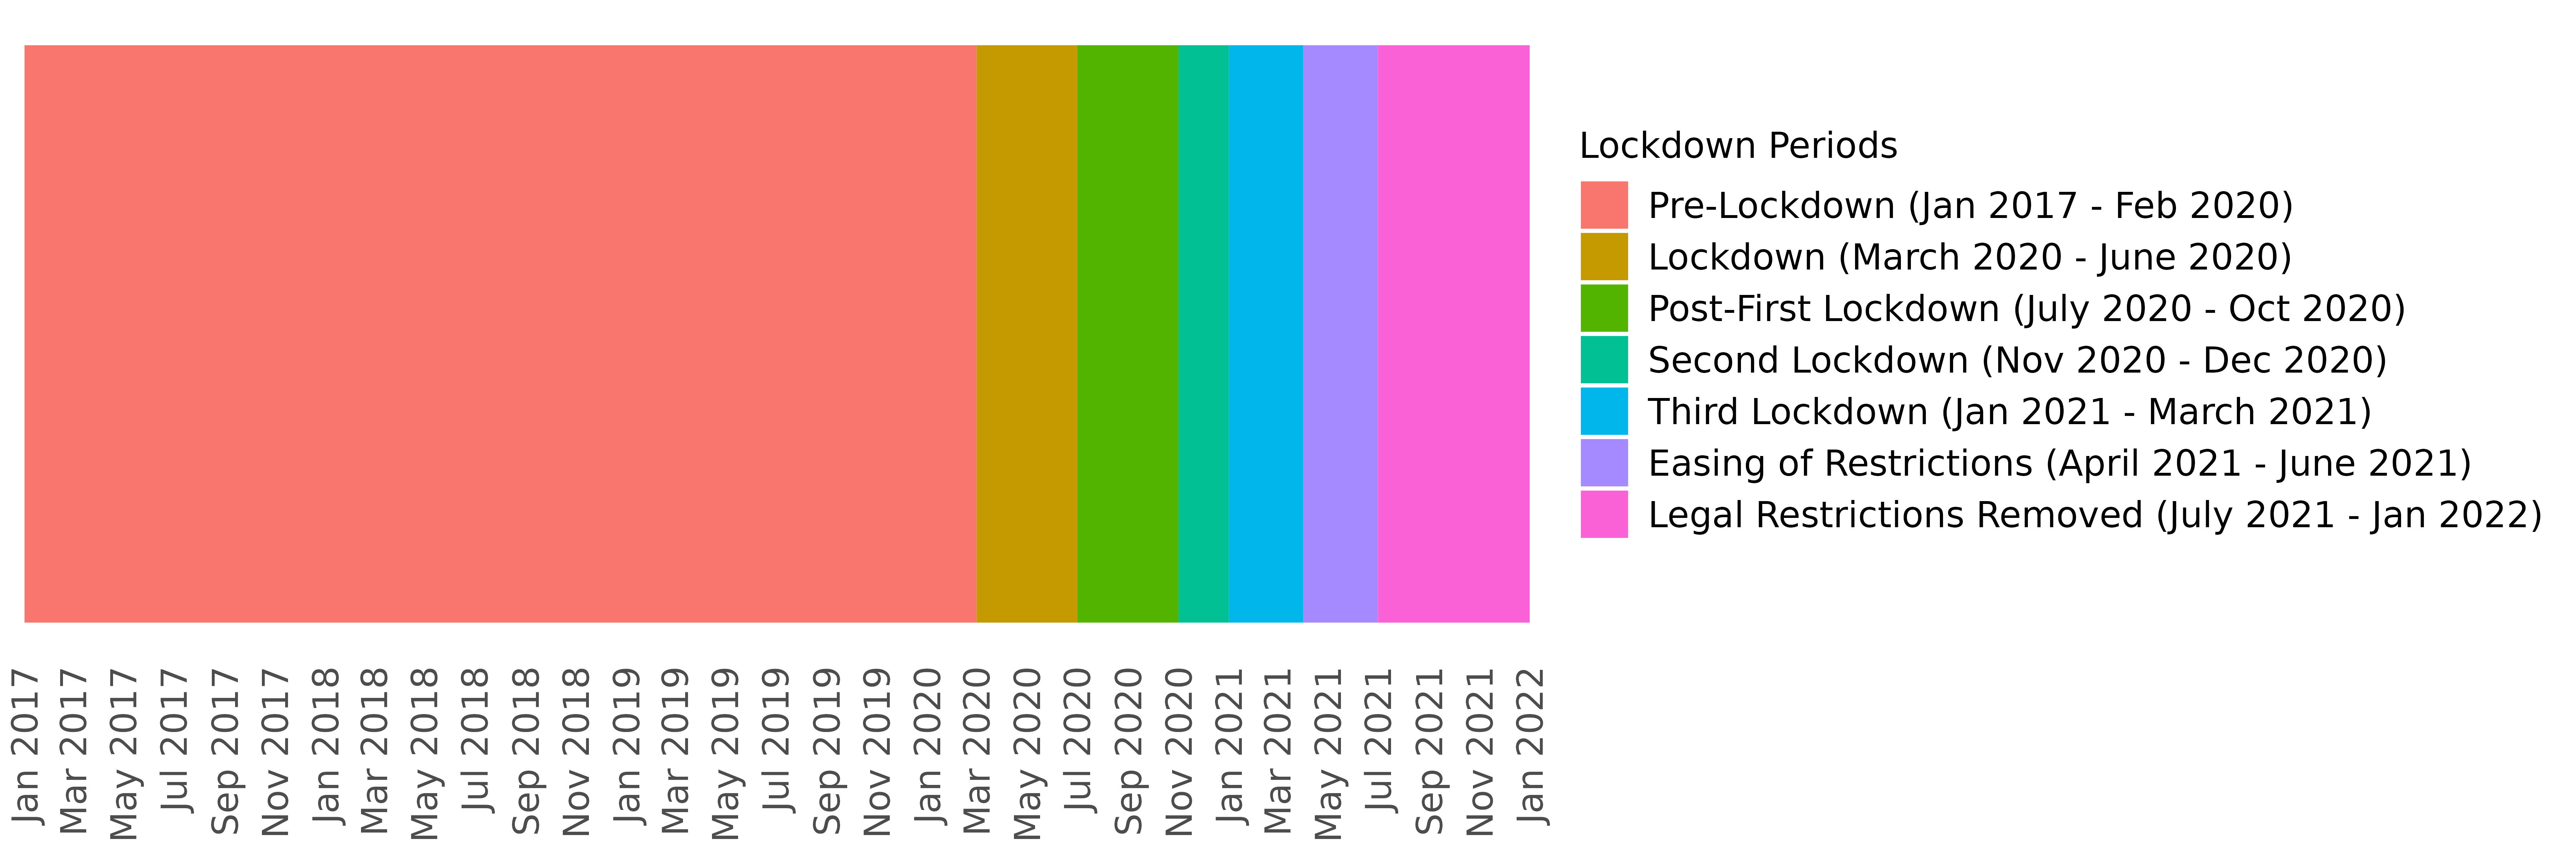 Lockdown Periods
Pre-Lockdown (Jan 2017 - Feb 2020)
Lockdown (March 2020 - June 2020)
Post-First Lockdown (July 2020 - Oct 2020)
Second Lockdown (Nov 2020 - Dec 2020)
Third Lockdown (Jan 2021 - March 2021)
Easing of Restrictions (April 2021 - June 2021)
Legal Restrictions Removed (July 2021 - Jan 2022)
Jan 2017
Mar 2017
May 2017
Jul 2017
Sep 2017
Nov 2017
Jan 2018
Mar 2018
May 2018
Jul 2018
Sep 2018
Nov 2018
Jan 2019
Mar 2019
May 2019
Jul 2019
Sep 2019
Nov 2019
Jan 2020
Mar 2020
May 2020
Jul 2020
Sep 2020
Nov 2020
Jan 2021
Mar 2021
May 2021
Jul 2021
Sep 2021
Nov 2021
Jan 2022